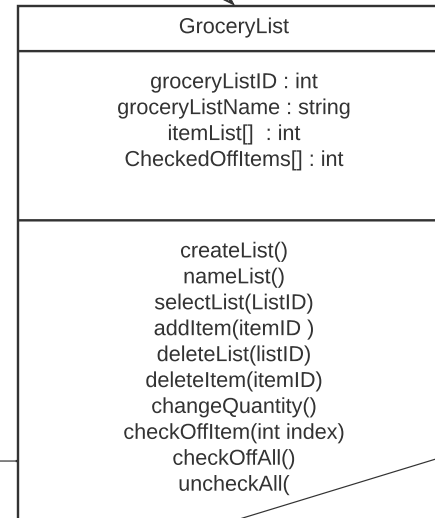 GroceryList
groceryListID : int
groceryListName : string
itemList[]  : int
CheckedOffItems[] : int
createList()
nameList()
selectList(ListID)
addItem(itemID )
deleteList(listID)
deleteItem(itemID)
changeQuantity()
checkOffItem(int index)
checkOffAll()
uncheckAll(